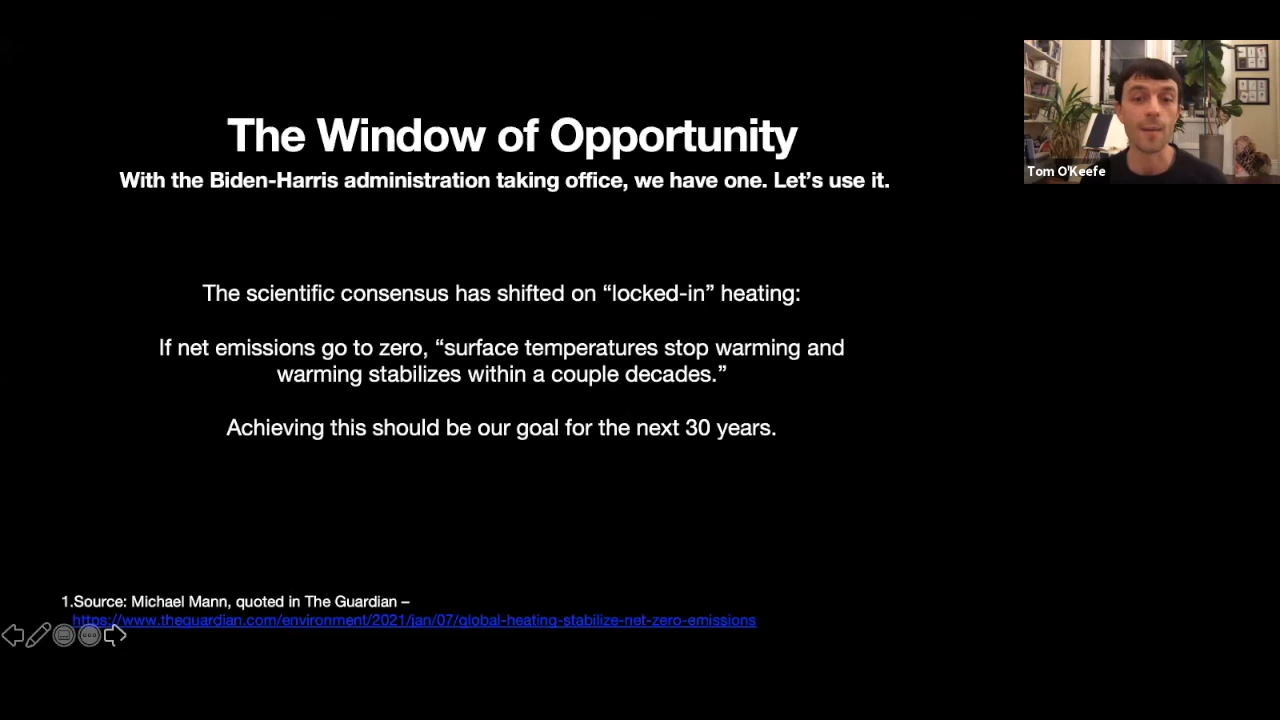 The Window of Opportunity
With the Biden-Harris administration taking office, we have one. Let’s use it.
Tom O'Keefe
The scientific consensus has shifted on “locked-in” heating:
If net emissions go to zero, “surface temperatures stop warming and
warming stabilizes within a couple decades.”
Achieving this should be our goal for the next 30 years.
1.Source: Michael Mann, quoted in The Guardian –
https://www.theguardian.com/environment/2021/jan/07/global-heating-stabilize-net-zero-emissions